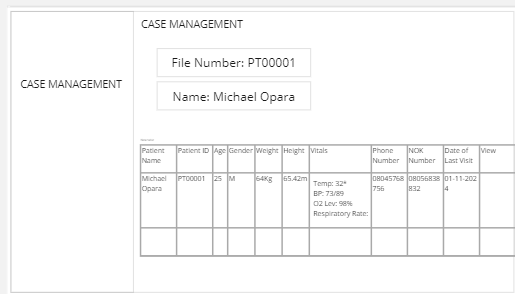 CASE MANAGEMENT
CASE MANAGEMENT
File Number: PT00001
Name: Michael Opara
Patient Name Patient ID Age Gender Weight Height Vitals Phone Number NOK Number Date of Last Visit View
Michael Opara PT00001 25 M 64Kg 65.42m
Temp: 32*
BP: 73/89
O2 Lev: 98%
Respiratory Rate:
08045768756 08056838832 01-11-2024